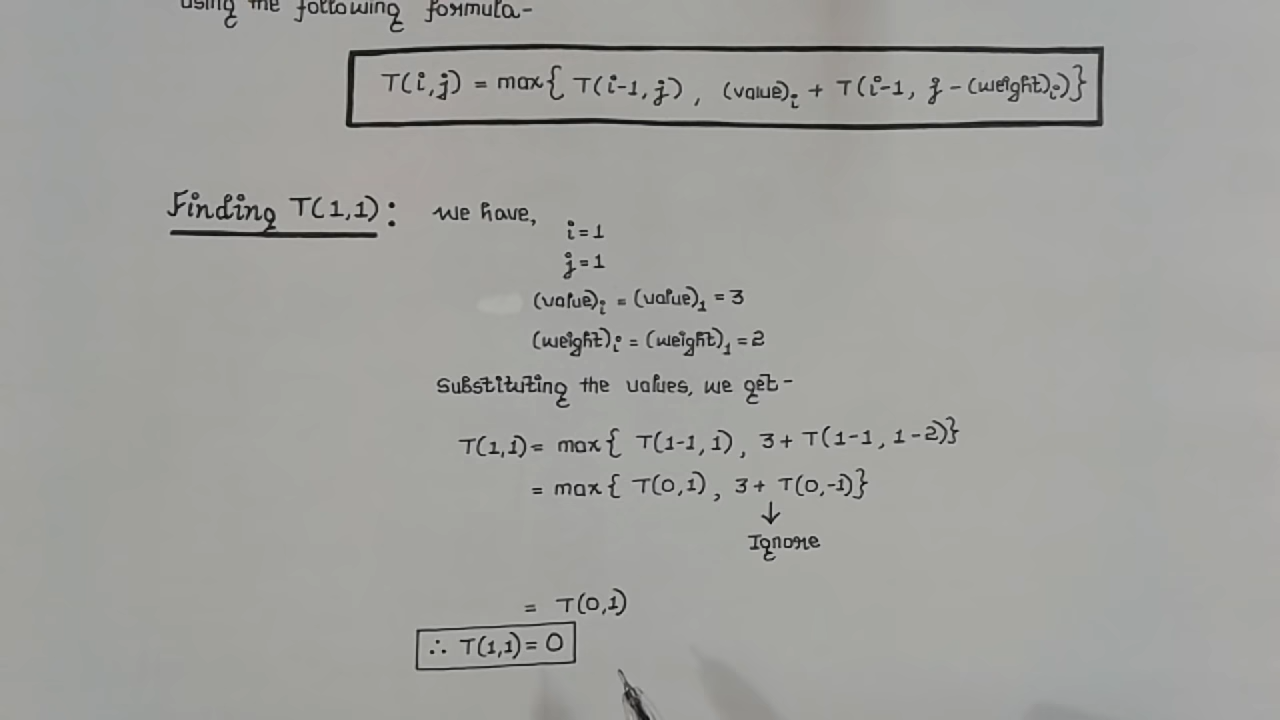 using the following formula-
T(i,j) = max{ T(i-1,j) , (value)ᵢ + T(i-1, j - (weight)ᵢ)}
Finding T(1,1): we have,
i=1
j=1
(value)ᵢ = (value)₁ = 3
(weight)ᵢ = (weight)₁ = 2
Substituting the values, we get-
T(1,1) = max{ T(1-1,1) , 3+ T(1-1, 1-2)}
= max{ T(0,1) , 3+ T(0,-1)}
↓
Ignore
= T(0,1)
∴ T(1,1) = 0